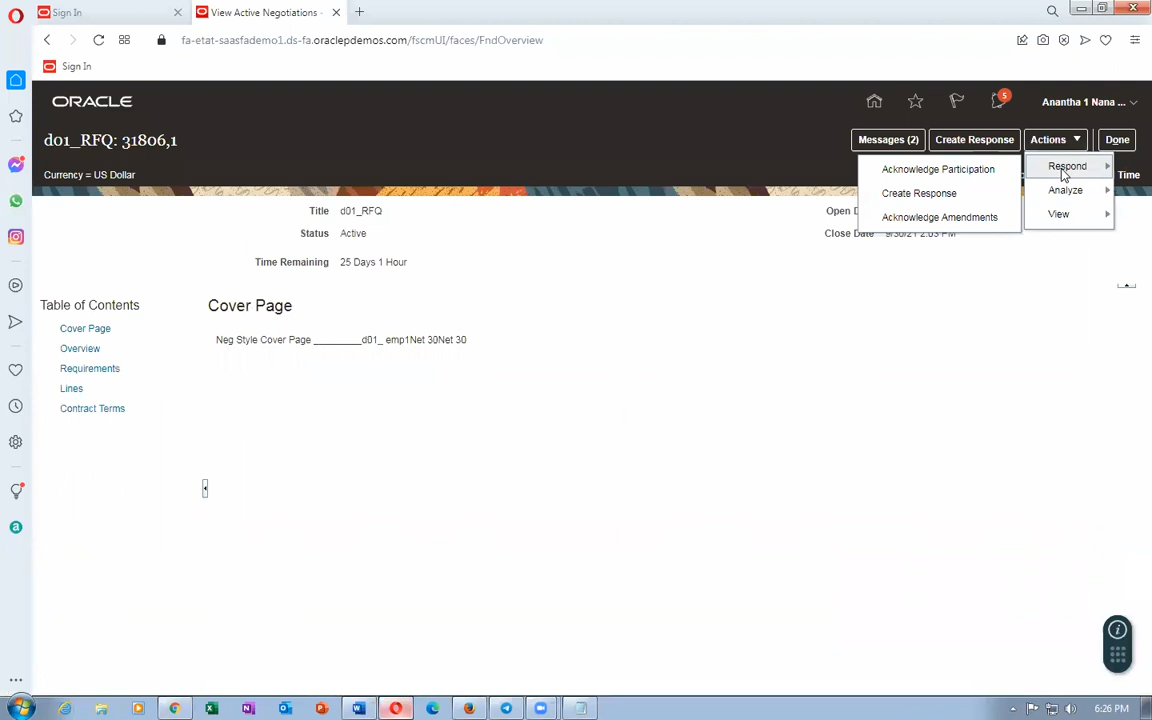 Sign In
View Active Negotiations -
fa-etat-saasfademo1.ds-fa.oraclepdemos.com/fscmUI/faces/FndOverview
Sign In
ORACLE
5
Anantha 1 Nana ...
d01_RFQ: 31806,1
Messages (2)
Create Response
Actions
Done
Currency = US Dollar
Time
Acknowledge Participation
Create Response
Acknowledge Amendments
Respond
Analyze
View
Title d01_RFQ
Status Active
Time Remaining 25 Days 1 Hour
Open D
Close Date
Table of Contents
Cover Page
Overview
Requirements
Lines
Contract Terms
Cover Page
Neg Style Cover Page __________d01_ emp1Net 30Net 30
6:26 PM